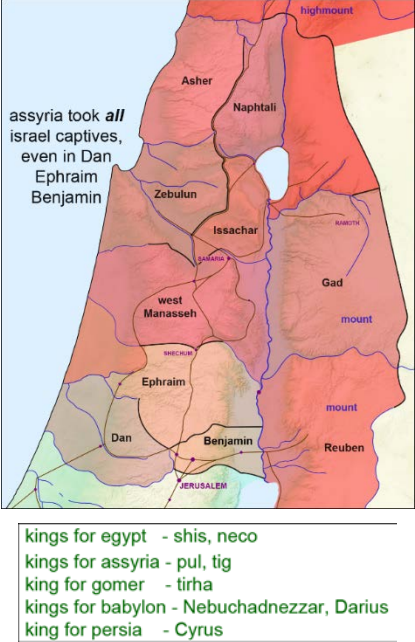 highmount
Asher
Naphtali
assyria took all
israel captives,
even in Dan
Ephraim
Benjamin
Zebulun
Issachar
RAMOTH
SAMARIA
Gad
west
Manasseh
mount
SHECHUM
Ephraim
mount
Dan
Benjamin
Reuben
JERUSALEM
kings for egypt - shis, neco
kings for assyria - pul, tig
king for gomer - tirha
kings for babylon - Nebuchadnezzar, Darius
king for persia - Cyrus